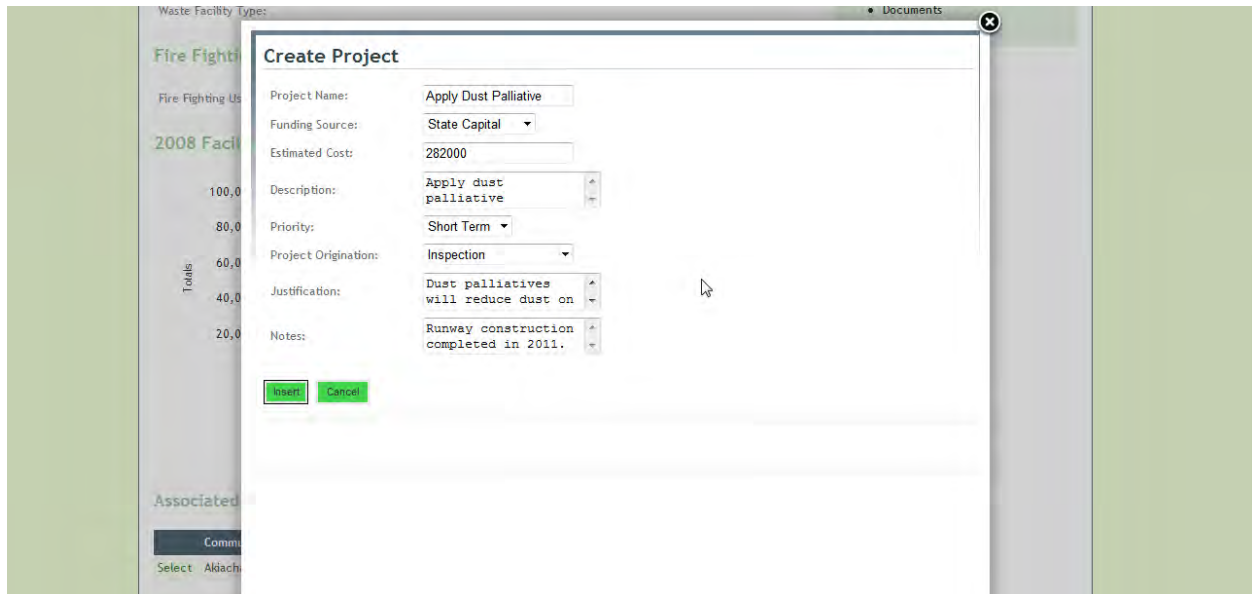 Waste Facility Type:
• Documents
Create Project
Fire Fighti
Project Name: Apply Dust Palliative
Fire Fighting Us
Funding Source: State Capital
2008 Facil
Estimated Cost: 282000
Description: Apply dust
palliative
100,0
Priority: Short Term
80,0
Project Origination: Inspection
60,0
Totals
Justification: Dust palliatives
will reduce dust on
40,0
Notes: Runway construction
completed in 2011.
20,0
Insert Cancel
Associated
Commu
Select Akiach